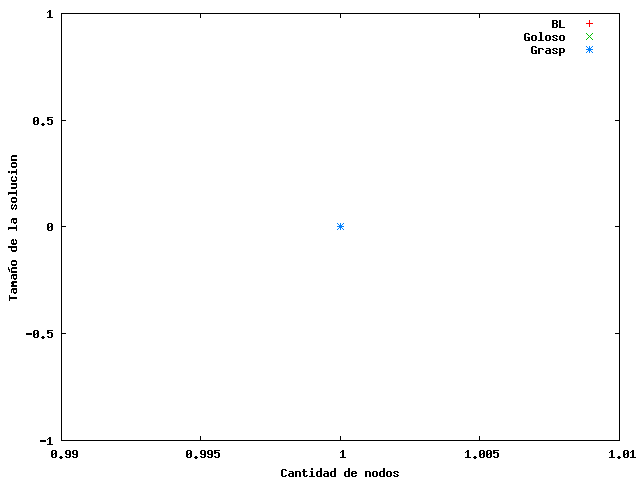 1
0.5
0
-0.5
-1
Tamaño de la solucion
BL
Goloso
Grasp
0.99 0.995 1 1.005 1.01
Cantidad de nodos